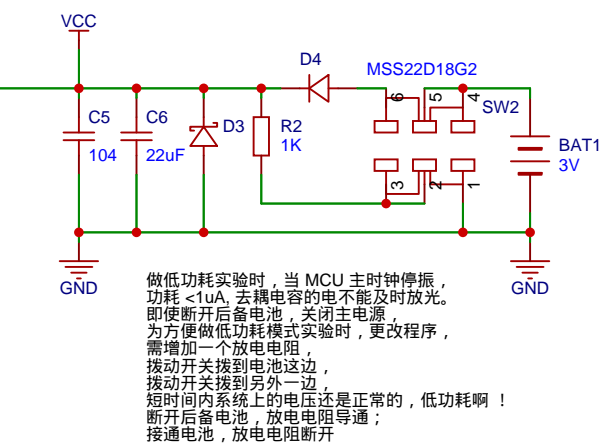 VCC
D4
MSS22D18G2
6
5
4
SW2
C5
C6
D3
R2
1K
104
22uF
BAT1
3V
3
2
1
GND
GND
做低功耗实验时，当 MCU 主时钟停振，
功耗 <1uA, 去耦电容的电不能及时放光。
即使断开后备电池，关闭主电源，
为方便做低功耗模式实验时，更改程序，
需增加一个放电电阻，
拨动开关拨到电池这边，
拨动开关拨到另外一边，
短时间内系统上的电压还是正常的，低功耗啊 ！
断开后备电池，放电电阻导通；
接通电池，放电电阻断开